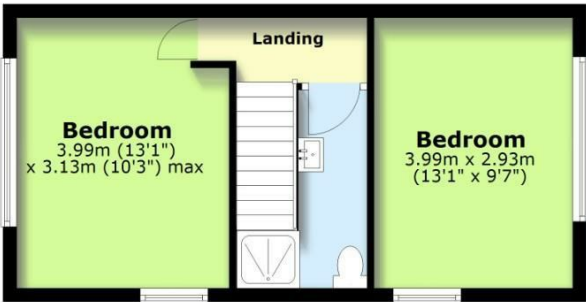 Landing
Bedroom
3.99m (13'1")
x 3.13m (10'3") max
Bedroom
3.99m x 2.93m
(13'1" x 9'7")